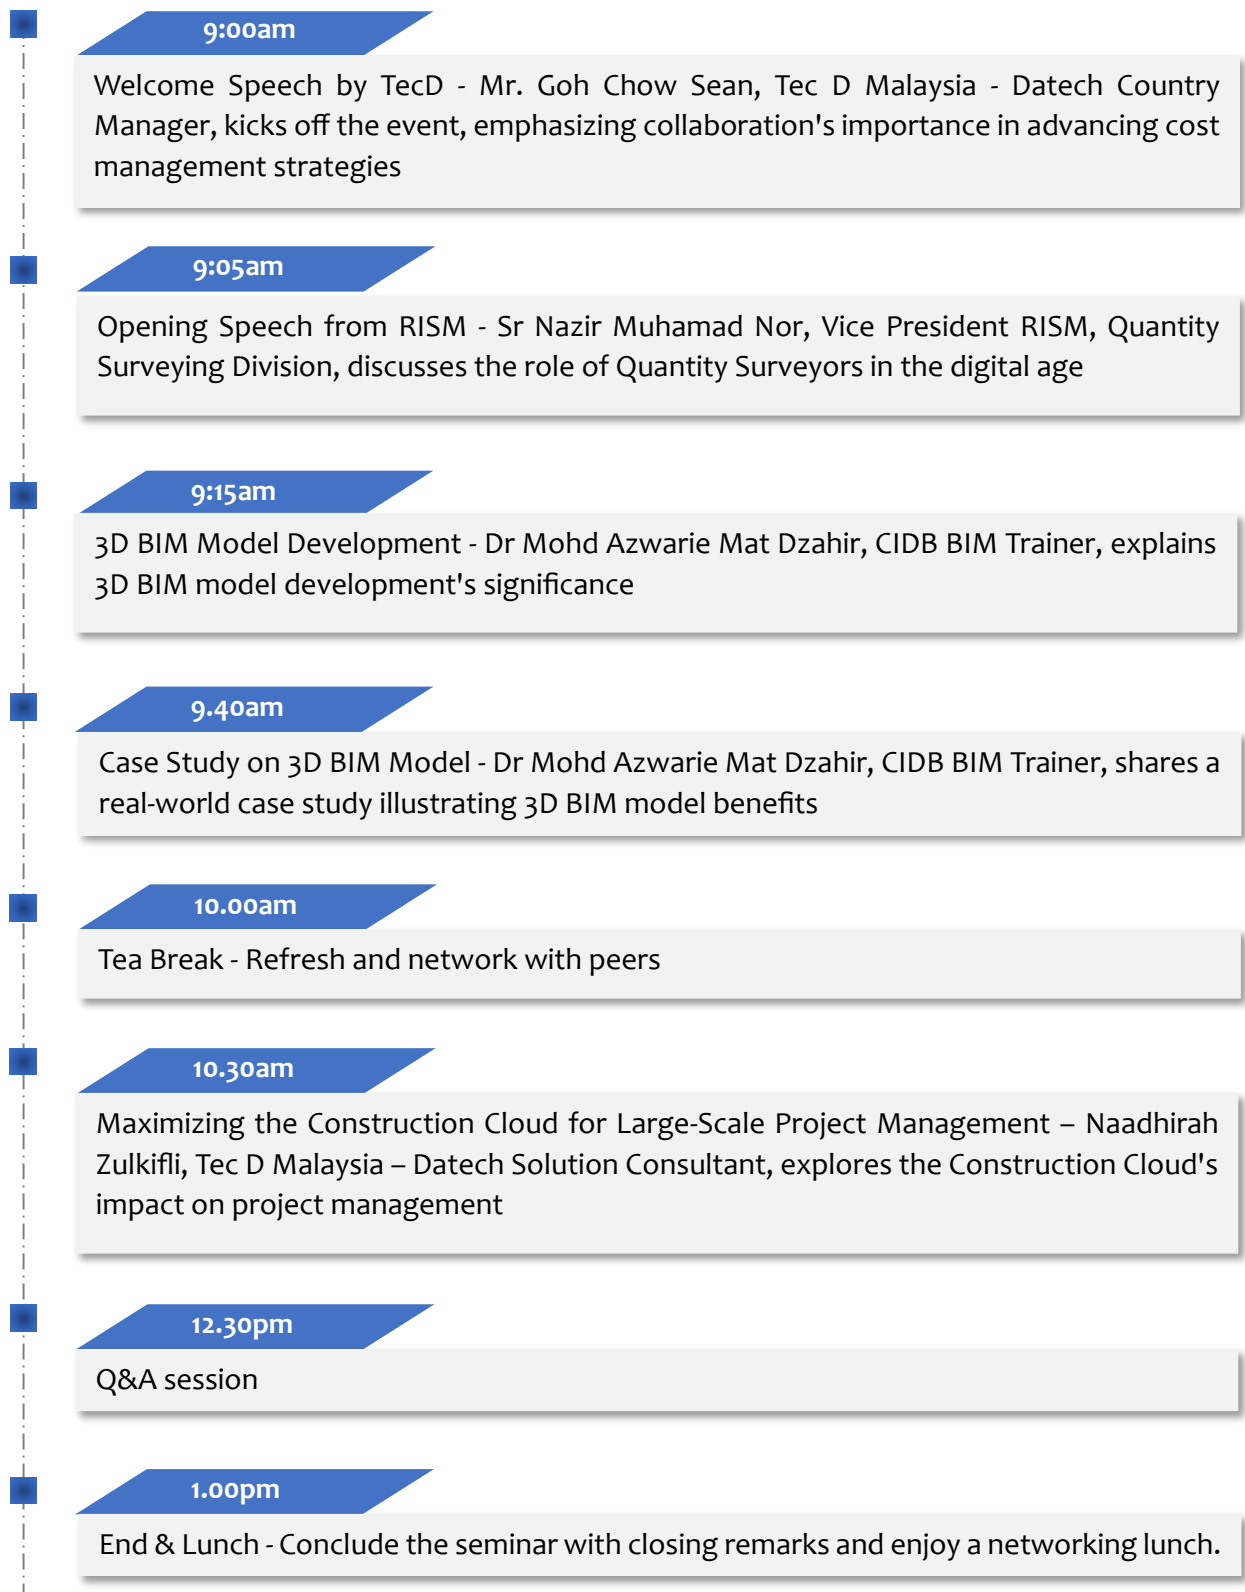 9:00am
Welcome Speech by TecD - Mr. Goh Chow Sean, Tec D Malaysia - Datech Country
Manager, kicks off the event, emphasizing collaboration's importance in advancing cost
management strategies
9:05am
Opening Speech from RISM - Sr Nazir Muhamad Nor, Vice President RISM, Quantity
Surveying Division, discusses the role of Quantity Surveyors in the digital age
9:15am
3D BIM Model Development - Dr Mohd Azwarie Mat Dzahir, CIDB BIM Trainer, explains
3D BIM model development's significance
9.40am
Case Study on 3D BIM Model - Dr Mohd Azwarie Mat Dzahir, CIDB BIM Trainer, shares a
real-world case study illustrating 3D BIM model benefits
10.00am
Tea Break - Refresh and network with peers
10.30am
Maximizing the Construction Cloud for Large-Scale Project Management – Naadhirah
Zulkifli, Tec D Malaysia – Datech Solution Consultant, explores the Construction Cloud's
impact on project management
12.30pm
Q&A session
1.00pm
End & Lunch - Conclude the seminar with closing remarks and enjoy a networking lunch.